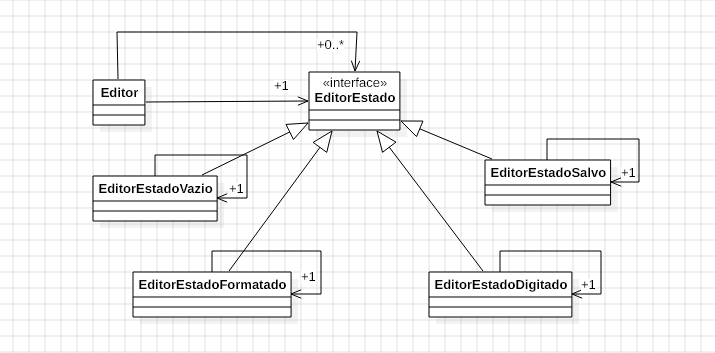 +0..*
«interface»
EditorEstado
Editor
+1
EditorEstadoVazio
+1
EditorEstadoSalvo
+1
EditorEstadoFormatado
+1
EditorEstadoDigitado
+1